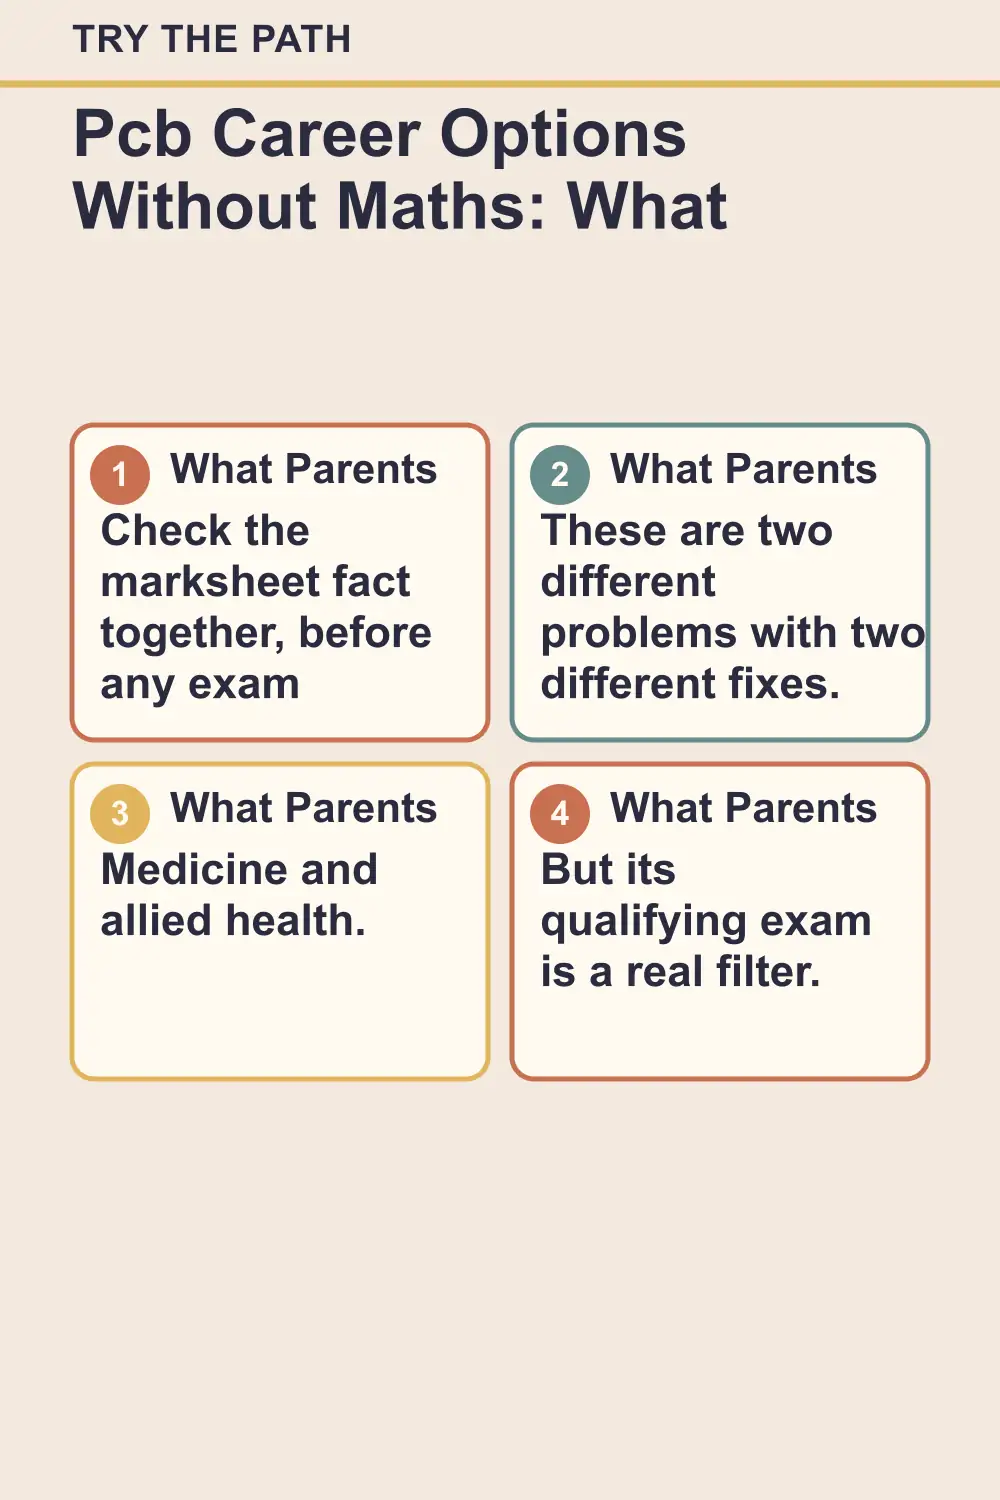 TRY THE PATH
Pcb Career Options
Without Maths: What
1 What Parents
Check the
marksheet fact
together, before
any exam
2 What Parents
These are two
different
problems with two
different fixes.
3 What Parents
Medicine and
allied health.
4 What Parents
But its
qualifying exam
is a real filter.